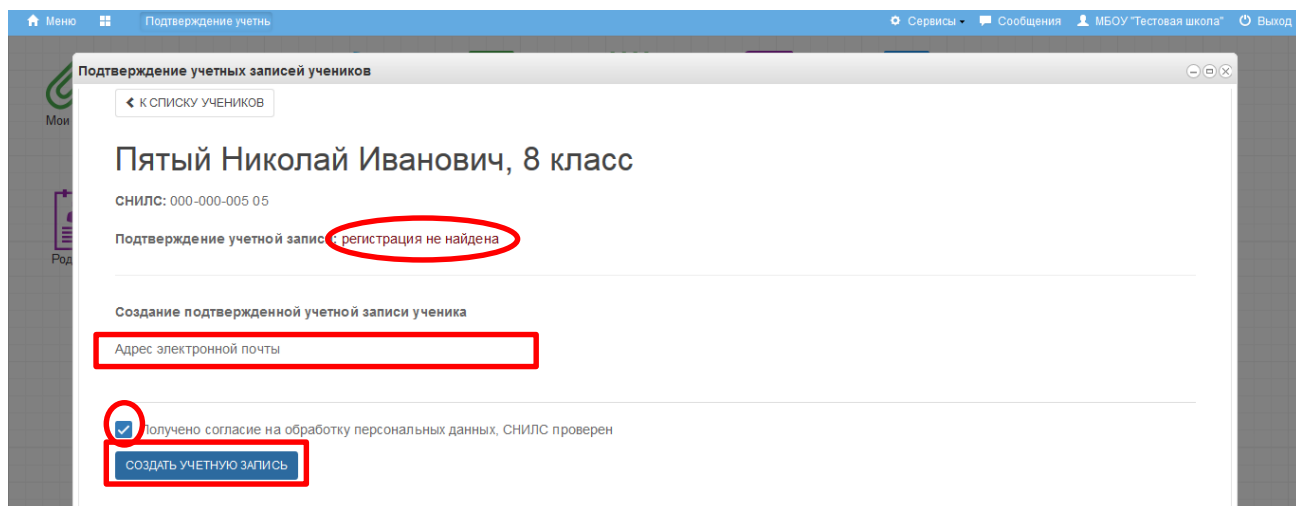 Меню Подтверждение учетнь Сервисы Сообщения МБОУ "Тестовая школа" Выход
Подтверждение учетных записей учеников
К СПИСКУ УЧЕНИКОВ
Мои
Пятый Николай Иванович, 8 класс
СНИЛС: 000-000-005 05
Подтверждение учетной записи: регистрация не найдена
Род
Создание подтвержденной учетной записи ученика
Адрес электронной почты
Получено согласие на обработку персональных данных, СНИЛС проверен
СОЗДАТЬ УЧЕТНУЮ ЗАПИСЬ